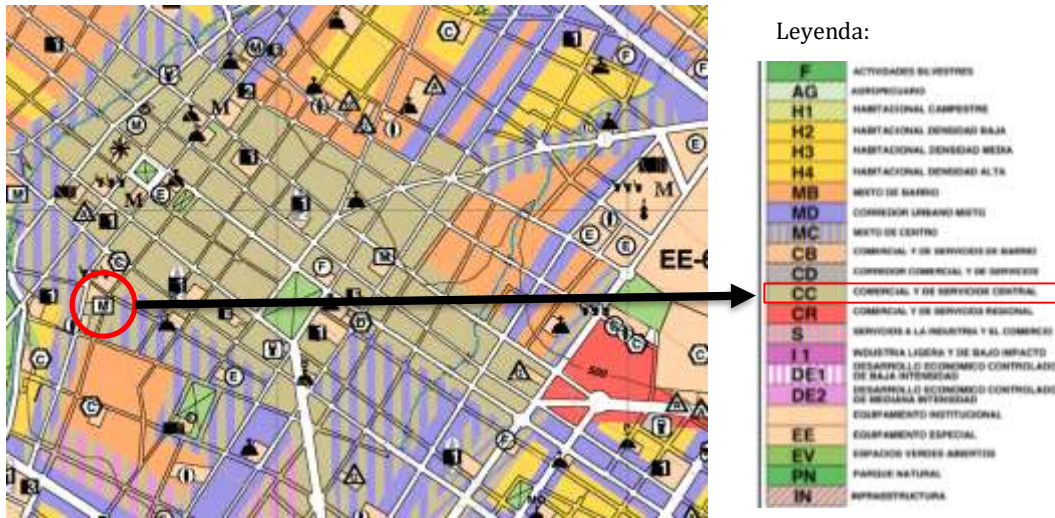 Leyenda:
F ACTIVIDADES SILVESTRES
AG AGROPECUARIO
H1 HABITACIONAL CAMPESTRE
H2 HABITACIONAL DENSIDAD BAJA
H3 HABITACIONAL DENSIDAD MEDIA
H4 HABITACIONAL DENSIDAD ALTA
MB MIXTO DE BARRIO
MD CORREDOR URBANO MIXTO
MC MIXTO DE CENTRO
CB COMERCIAL Y DE SERVICIOS DE BARRIO
CD CORREDOR COMERCIAL Y DE SERVICIOS
CC COMERCIAL Y DE SERVICIOS CENTRAL
CR COMERCIAL Y DE SERVICIOS REGIONAL
S SERVICIOS A LA INDUSTRIA Y EL COMERCIO
I 1 INDUSTRIA LIGERA Y DE BAJO IMPACTO
DE1 DESARROLLO ECONOMICO CONTROLADO
DE BAJA INTENSIDAD
DE2 DESARROLLO ECONOMICO CONTROLADO
DE MEDIANA INTENSIDAD
EQUIPAMIENTO INSTITUCIONAL
EE EQUIPAMIENTO ESPECIAL
EV ESPACIOS VERDES ABIERTOS
PN PARQUE NATURAL
IN INFRAESTRUCTURA
M
M
M
M
M
EE-6
500